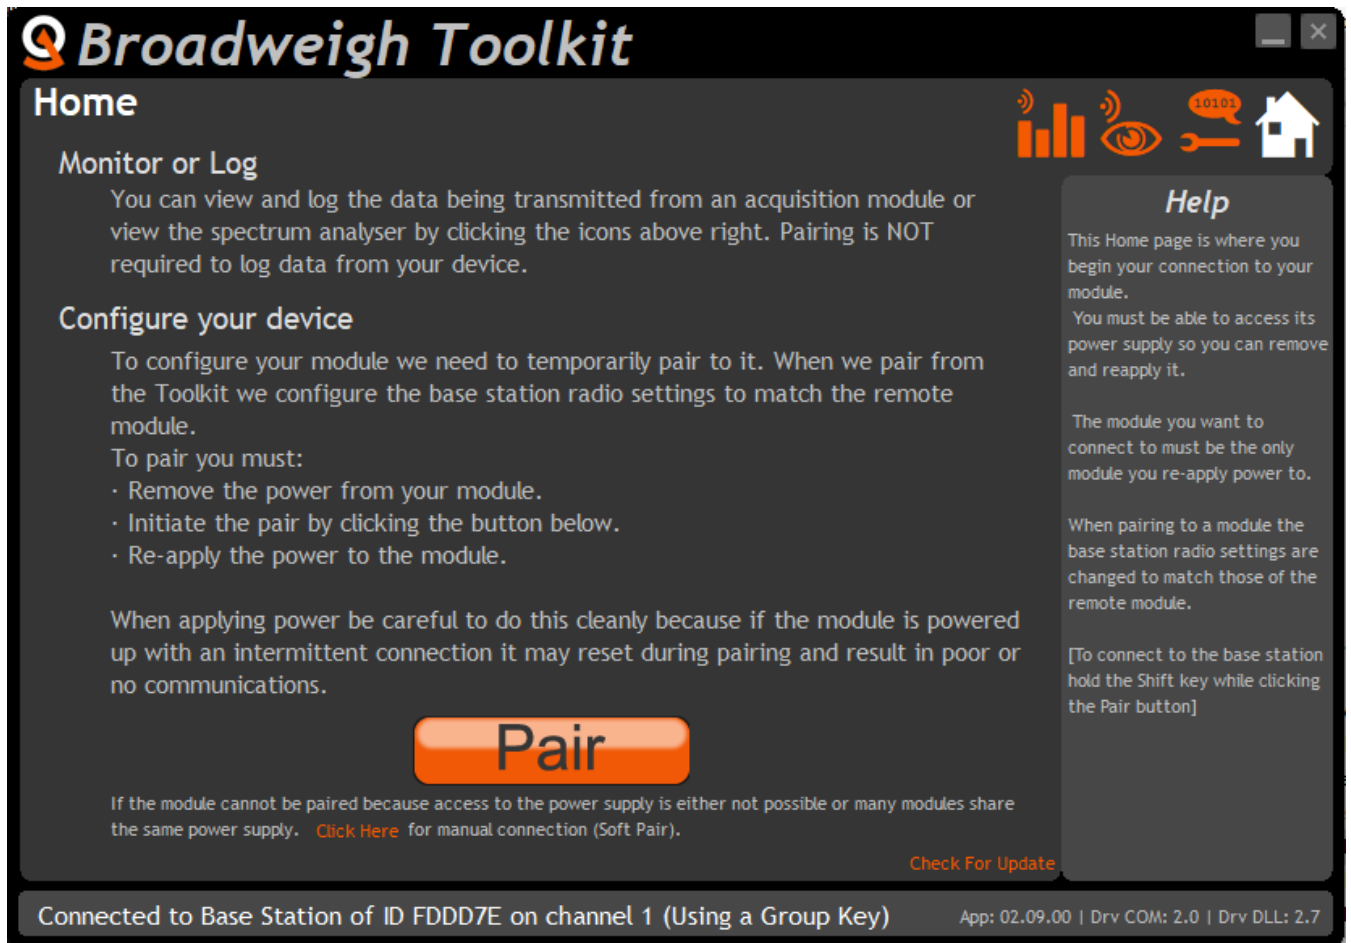 Broadweigh Toolkit
Home
10101
Monitor or Log
You can view and log the data being transmitted from an acquisition module or
view the spectrum analyser by clicking the icons above right. Pairing is NOT
required to log data from your device.
Configure your device
To configure your module we need to temporarily pair to it. When we pair from
the Toolkit we configure the base station radio settings to match the remote
module.
To pair you must:
· Remove the power from your module.
· Initiate the pair by clicking the button below.
· Re-apply the power to the module.
When applying power be careful to do this cleanly because if the module is powered
up with an intermittent connection it may reset during pairing and result in poor or
no communications.
Pair
If the module cannot be paired because access to the power supply is either not possible or many modules share
the same power supply. Click Here for manual connection (Soft Pair).
Check For Update
Help
This Home page is where you
begin your connection to your
module.
You must be able to access its
power supply so you can remove
and reapply it.
The module you want to
connect to must be the only
module you re-apply power to.
When pairing to a module the
base station radio settings are
changed to match those of the
remote module.
[To connect to the base station
hold the Shift key while clicking
the Pair button]
Connected to Base Station of ID FDDD7E on channel 1 (Using a Group Key)
App: 02.09.00 | Drv COM: 2.0 | Drv DLL: 2.7